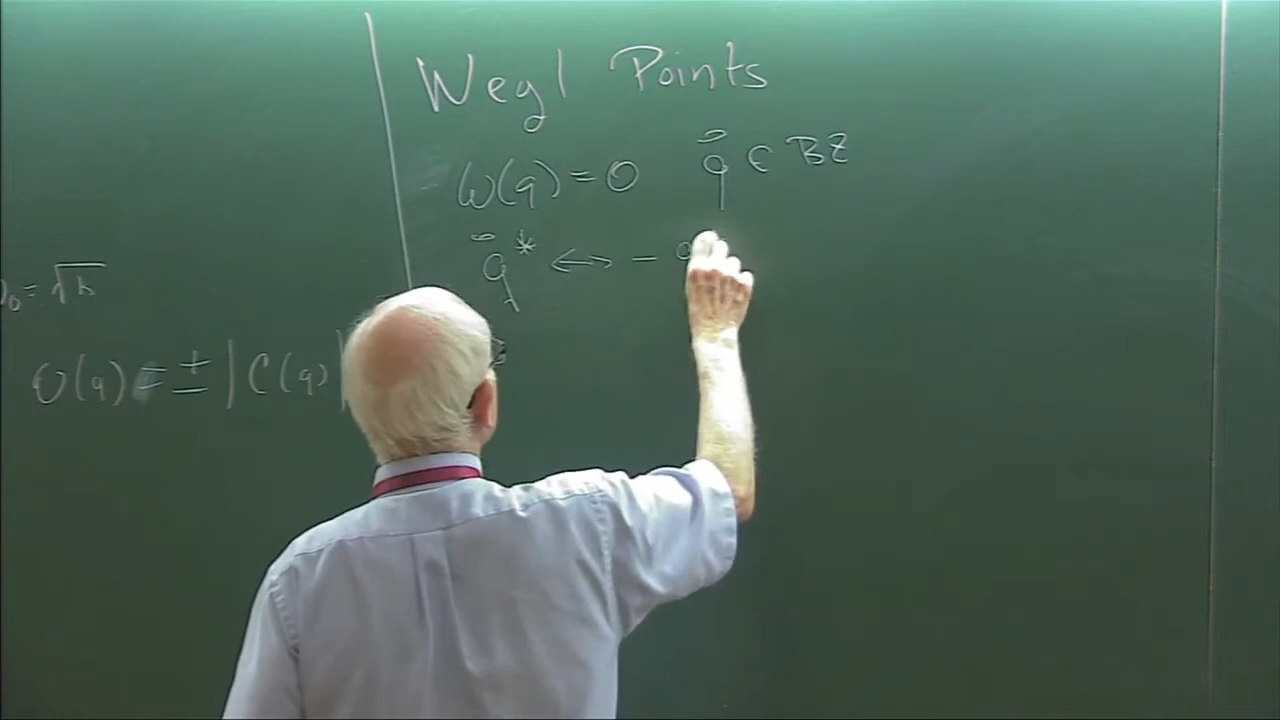 ω₀ = √k
ω(q) = ± |C(q)|
Weyl Points
ω(q) = 0 q⃗ ∈ BZ
q⃗* ↔ - q